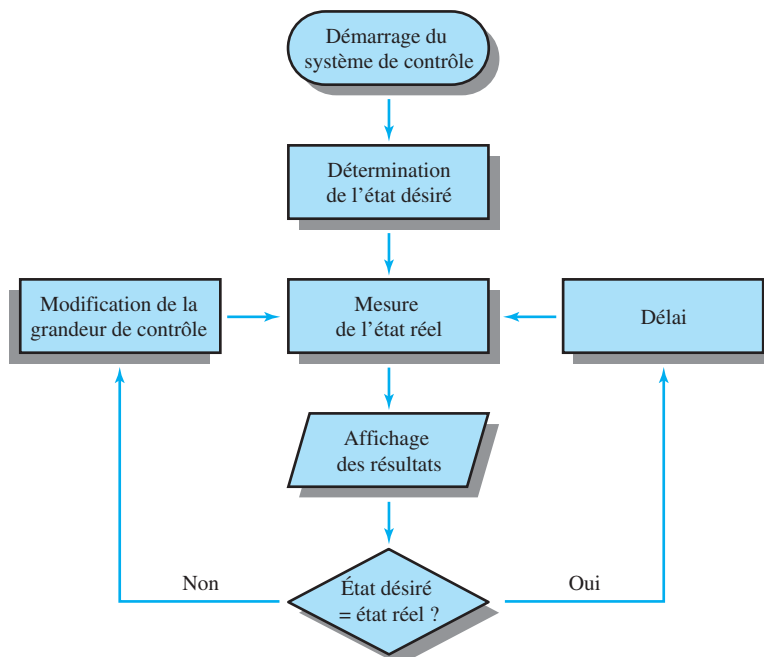 Démarrage du
système de contrôle
Détermination
de l’état désiré
Modification de la
grandeur de contrôle
Mesure
de l’état réel
Délai
Affichage
des résultats
Non
État désiré
= état réel ?
Oui